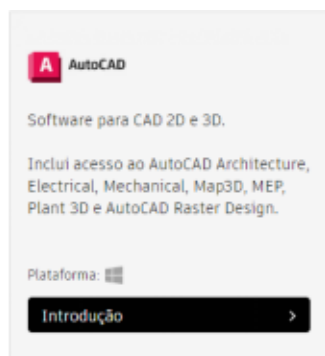 A AutoCAD
Software para CAD 2D e 3D.
Inclui acesso ao AutoCAD Architecture,
Electrical, Mechanical, Map3D, MEP,
Plant 3D e AutoCAD Raster Design.
Plataforma:
Introdução